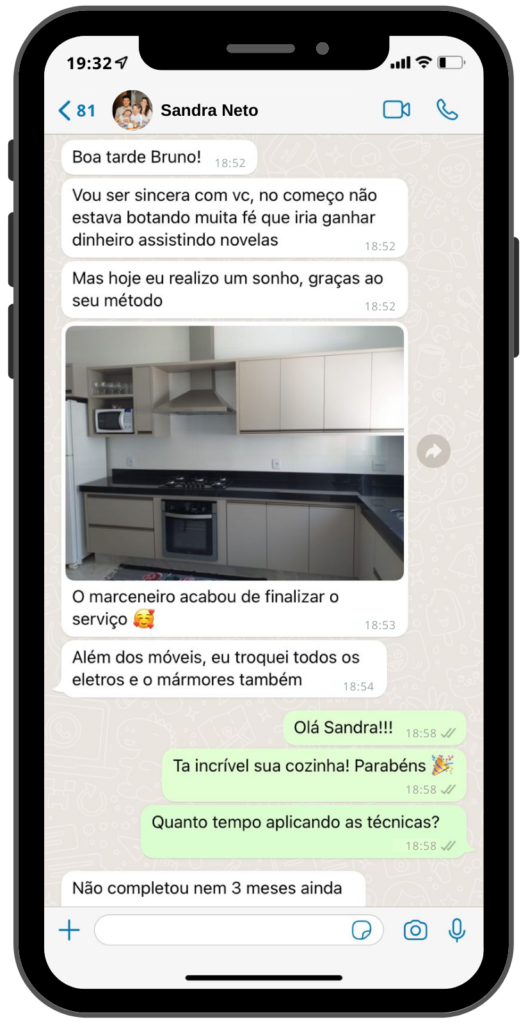 19:32
81
Sandra Neto
Boa tarde Bruno! 18:52
Vou ser sincera com vc, no começo não
estava botando muita fé que iria ganhar
dinheiro assistindo novelas
18:52
Mas hoje eu realizo um sonho, graças ao
seu método
18:52
O marceneiro acabou de finalizar o
serviço 🥰
18:53
Além dos móveis, eu troquei todos os
eletros e o mármores também
18:54
Olá Sandra!!! 18:58
Ta incrível sua cozinha! Parabéns 🎉
18:58
Quanto tempo aplicando as técnicas?
18:58
Não completou nem 3 meses ainda